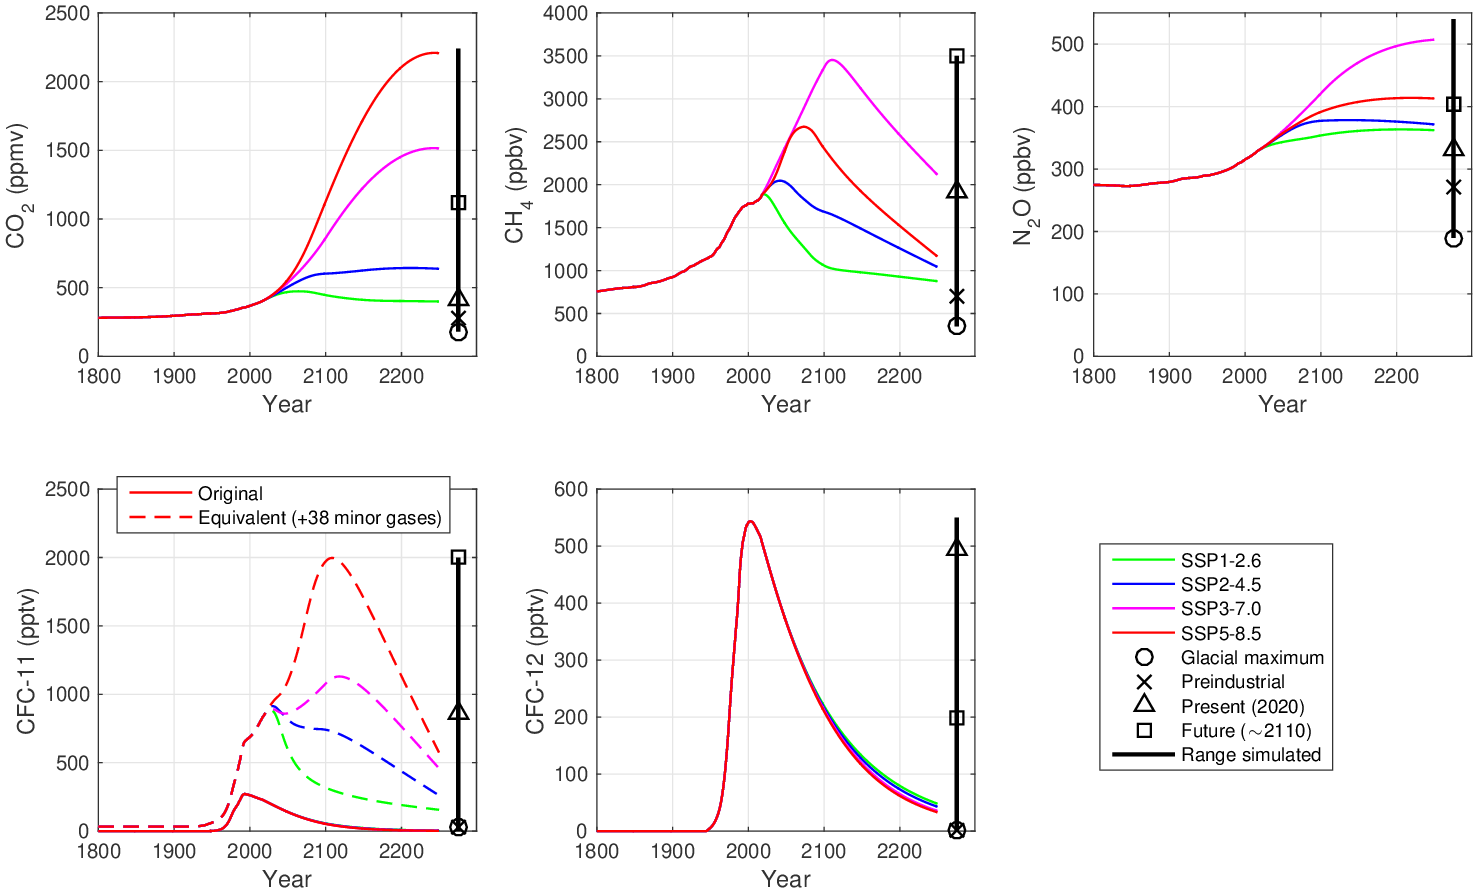 2500
2000
1500
1000
500
0
CO2 (ppmv)
1800 1900 2000 2100 2200
Year
4000
3500
3000
2500
2000
1500
1000
500
0
CH4 (ppbv)
1800 1900 2000 2100 2200
Year
500
400
300
200
100
0
N2O (ppbv)
1800 1900 2000 2100 2200
Year
2500
2000
1500
1000
500
0
CFC-11 (pptv)
Original
Equivalent (+38 minor gases)
1800 1900 2000 2100 2200
Year
600
500
400
300
200
100
0
CFC-12 (pptv)
1800 1900 2000 2100 2200
Year
SSP1-2.6
SSP2-4.5
SSP3-7.0
SSP5-8.5
Glacial maximum
Preindustrial
Present (2020)
Future (~2110)
Range simulated